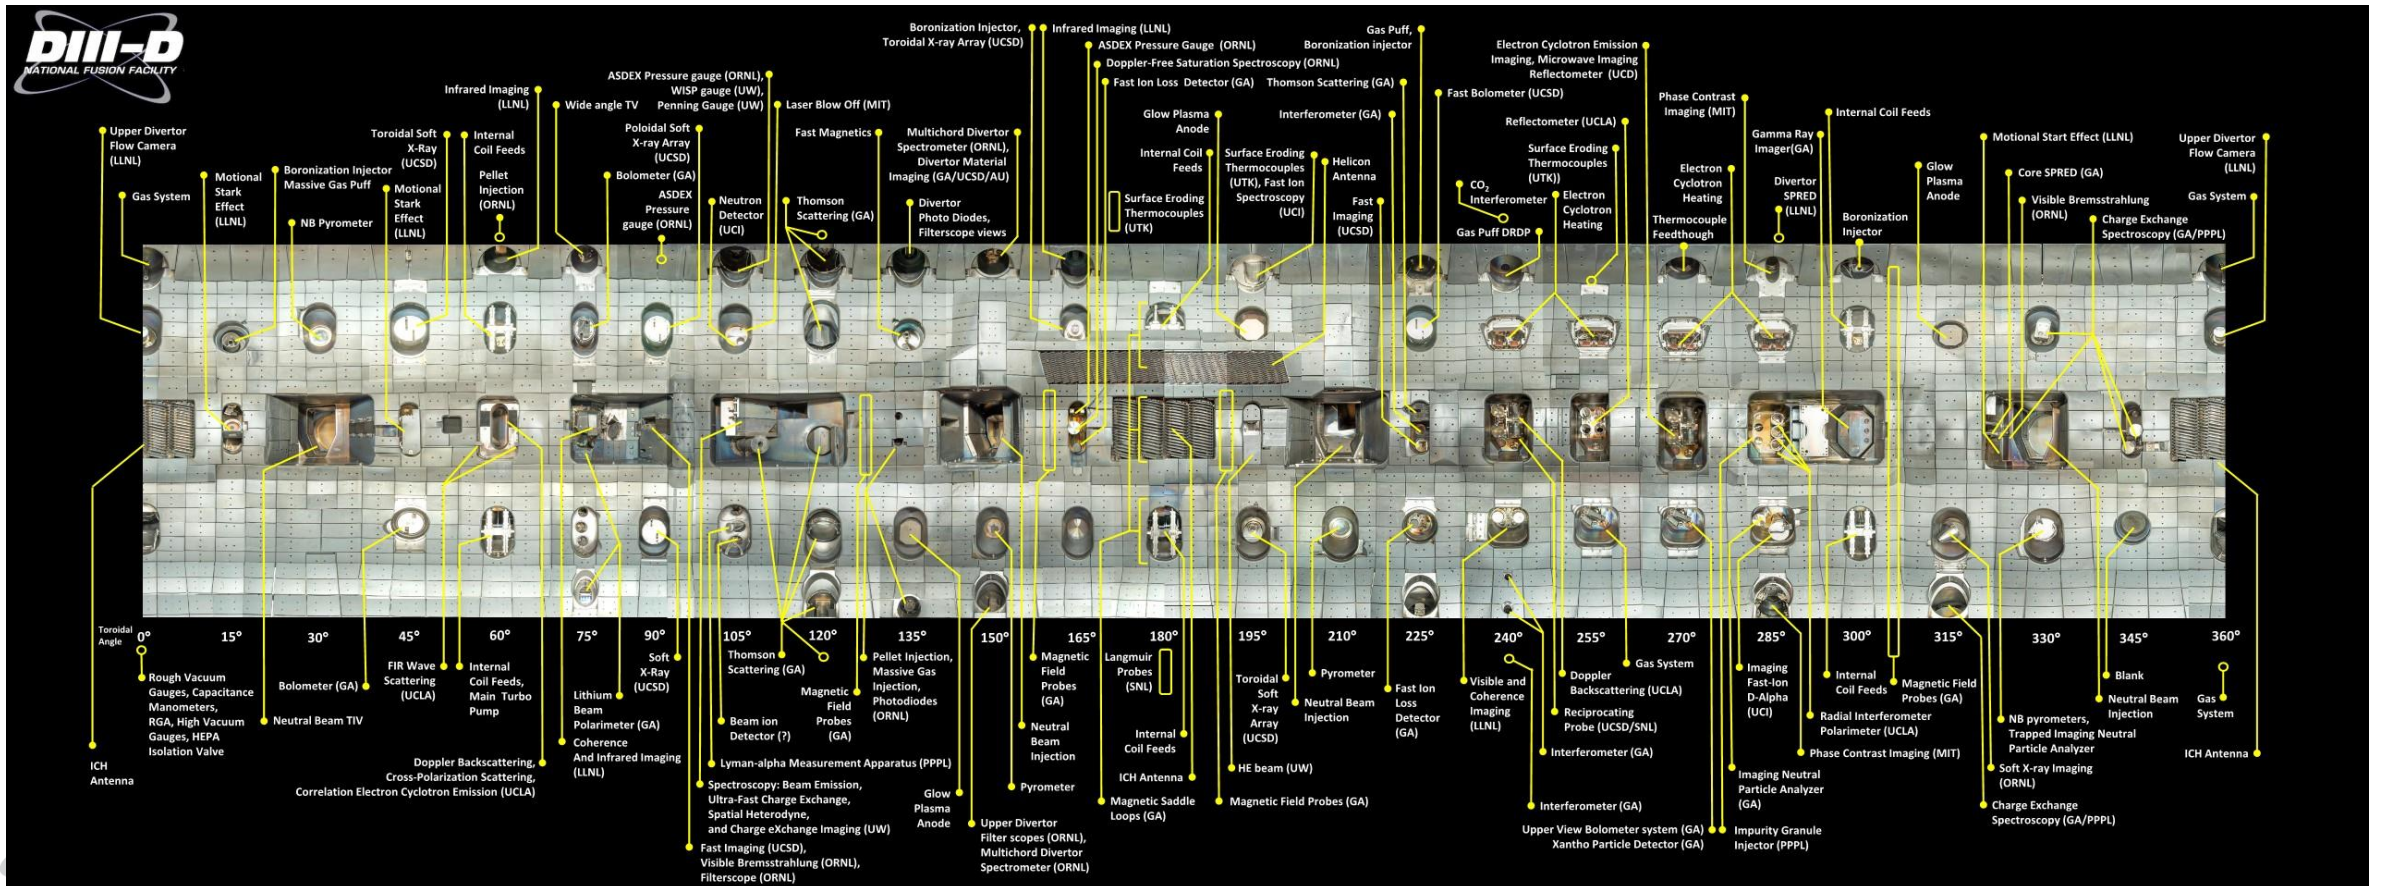 DIII-D
NATIONAL FUSION FACILITY
Upper Divertor
Flow Camera
(LLNL)
Gas System
Motional
Stark
Effect
(LLNL)
Boronization Injector
Massive Gas Puff
NB Pyrometer
Toroidal Soft
X-Ray
(UCSD)
Motional
Stark
Effect
(LLNL)
Infrared Imaging
(LLNL)
Internal
Coil Feeds
Pellet
Injection
(ORNL)
Wide angle TV
ASDEX Pressure gauge (ORNL),
WISP gauge (UW),
Penning Gauge (UW)
Poloidal Soft
X-ray Array
(UCSD)
Bolometer (GA)
ASDEX
Pressure
gauge (ORNL)
Laser Blow Off (MIT)
Neutron
Detector
(UCI)
Thomson
Scattering (GA)
Fast Magnetics
Divertor
Photo Diodes,
Filterscope views
Boronization Injector,
Toroidal X-ray Array (UCSD)
Multichord Divertor
Spectrometer (ORNL),
Divertor Material
Imaging (GA/UCSD/AU)
Infrared Imaging (LLNL)
ASDEX Pressure Gauge (ORNL)
Doppler-Free Saturation Spectroscopy (ORNL)
Fast Ion Loss Detector (GA)
Glow Plasma
Anode
Internal Coil
Feeds
Surface Eroding
Thermocouples
(UTK)
Gas Puff,
Boronization injector
Thomson Scattering (GA)
Interferometer (GA)
Surface Eroding
Thermocouples
(UTK), Fast Ion
Spectroscopy
(UCI)
Helicon
Antenna
Fast
Imaging
(UCSD)
Fast Bolometer (UCSD)
Electron Cyclotron Emission
Imaging, Microwave Imaging
Reflectometer (UCD)
Reflectometer (UCLA)
Surface Eroding
Thermocouples
(UTK))
CO2
Interferometer
Gas Puff DRDP
Electron
Cyclotron
Heating
Phase Contrast
Imaging (MIT)
Electron
Cyclotron
Heating
Thermocouple
Feedthough
Gamma Ray
Imager(GA)
Divertor
SPRED
(LLNL)
Internal Coil Feeds
Boronization
Injector
Glow
Plasma
Anode
Motional Start Effect (LLNL)
Core SPRED (GA)
Visible Bremsstrahlung
(ORNL)
Charge Exchange
Spectroscopy (GA/PPPL)
Upper Divertor
Flow Camera
(LLNL)
Gas System
Toroidal
Angle
0° 15° 30° 45° 60° 75° 90° 105° 120° 135° 150° 165° 180° 195° 210° 225° 240° 255° 270° 285° 300° 315° 330° 345° 360°
Rough Vacuum
Gauges, Capacitance
Manometers,
RGA, High Vacuum
Gauges, HEPA
Isolation Valve
ICH
Antenna
Neutral Beam TIV
Bolometer (GA)
FIR Wave
Scattering
(UCLA)
Internal
Coil Feeds,
Main Turbo
Pump
Doppler Backscattering,
Cross-Polarization Scattering,
Correlation Electron Cyclotron Emission (UCLA)
Lithium
Beam
Polarimeter (GA)
Coherence
And Infrared Imaging
(LLNL)
Soft
X-Ray
(UCSD)
Thomson
Scattering (GA)
Beam ion
Detector (?)
Lyman-alpha Measurement Apparatus (PPPL)
Spectroscopy: Beam Emission,
Ultra-Fast Charge Exchange,
Spatial Heterodyne,
and Charge eXchange Imaging (UW)
Fast Imaging (UCSD),
Visible Bremsstrahlung (ORNL),
Filterscope (ORNL)
Magnetic
Field
Probes
(GA)
Pellet Injection,
Massive Gas
Injection,
Photodiodes
(ORNL)
Glow
Plasma
Anode
Upper Divertor
Filter scopes (ORNL),
Multichord Divertor
Spectrometer (ORNL)
Magnetic
Field
Probes
(GA)
Neutral
Beam
Injection
Pyrometer
Langmuir
Probes
(SNL)
Internal
Coil Feeds
ICH Antenna
Magnetic Saddle
Loops (GA)
Toroidal
Soft
X-ray
Array
(UCSD)
HE beam (UW)
Magnetic Field Probes (GA)
Pyrometer
Neutral Beam
Injection
Fast Ion
Loss
Detector
(GA)
Visible and
Coherence
Imaging
(LLNL)
Gas System
Doppler
Backscattering (UCLA)
Reciprocating
Probe (UCSD/SNL)
Interferometer (GA)
Interferometer (GA)
Upper View Bolometer system (GA)
Xantho Particle Detector (GA)
Imaging
Fast-Ion
D-Alpha
(UCI)
Imaging Neutral
Particle Analyzer
(GA)
Impurity Granule
Injector (PPPL)
Internal
Coil Feeds
Radial Interferometer
Polarimeter (UCLA)
Phase Contrast Imaging (MIT)
Magnetic Field
Probes (GA)
NB pyrometers,
Trapped Imaging Neutral
Particle Analyzer
Soft X-ray Imaging
(ORNL)
Charge Exchange
Spectroscopy (GA/PPPL)
Blank
Neutral Beam
Injection
Gas
System
ICH Antenna